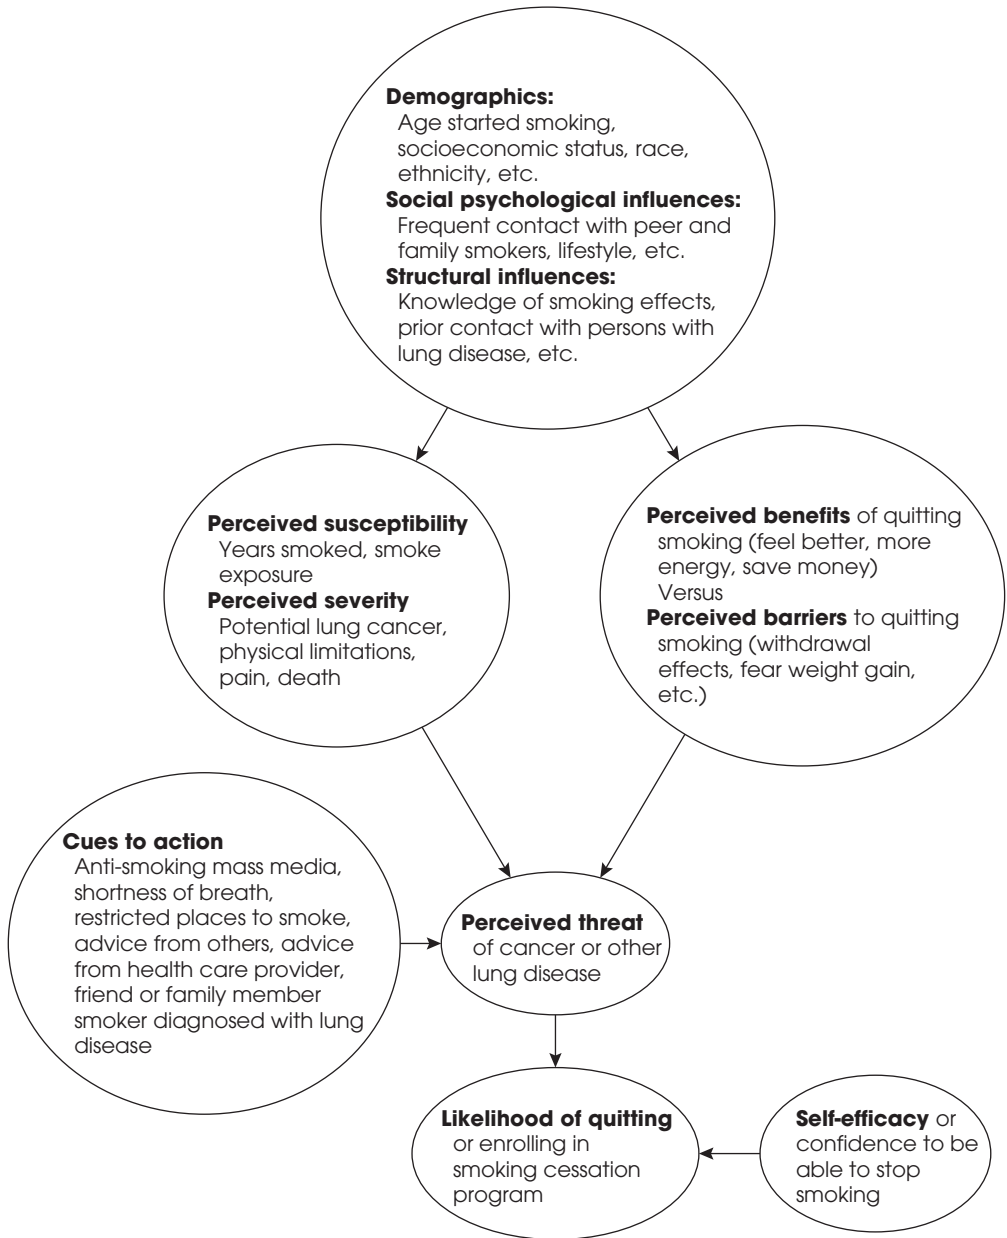 Demographics:
Age started smoking,
socioeconomic status, race,
ethnicity, etc.
Social psychological influences:
Frequent contact with peer and
family smokers, lifestyle, etc.
Structural influences:
Knowledge of smoking effects,
prior contact with persons with
lung disease, etc.
Perceived susceptibility
Years smoked, smoke
exposure
Perceived severity
Potential lung cancer,
physical limitations,
pain, death
Perceived benefits of quitting
smoking (feel better, more
energy, save money)
Versus
Perceived barriers to quitting
smoking (withdrawal
effects, fear weight gain,
etc.)
Cues to action
Anti-smoking mass media,
shortness of breath,
restricted places to smoke,
advice from others, advice
from health care provider,
friend or family member
smoker diagnosed with lung
disease
Perceived threat
of cancer or other
lung disease
Likelihood of quitting
or enrolling in
smoking cessation
program
Self-efficacy or
confidence to be
able to stop
smoking